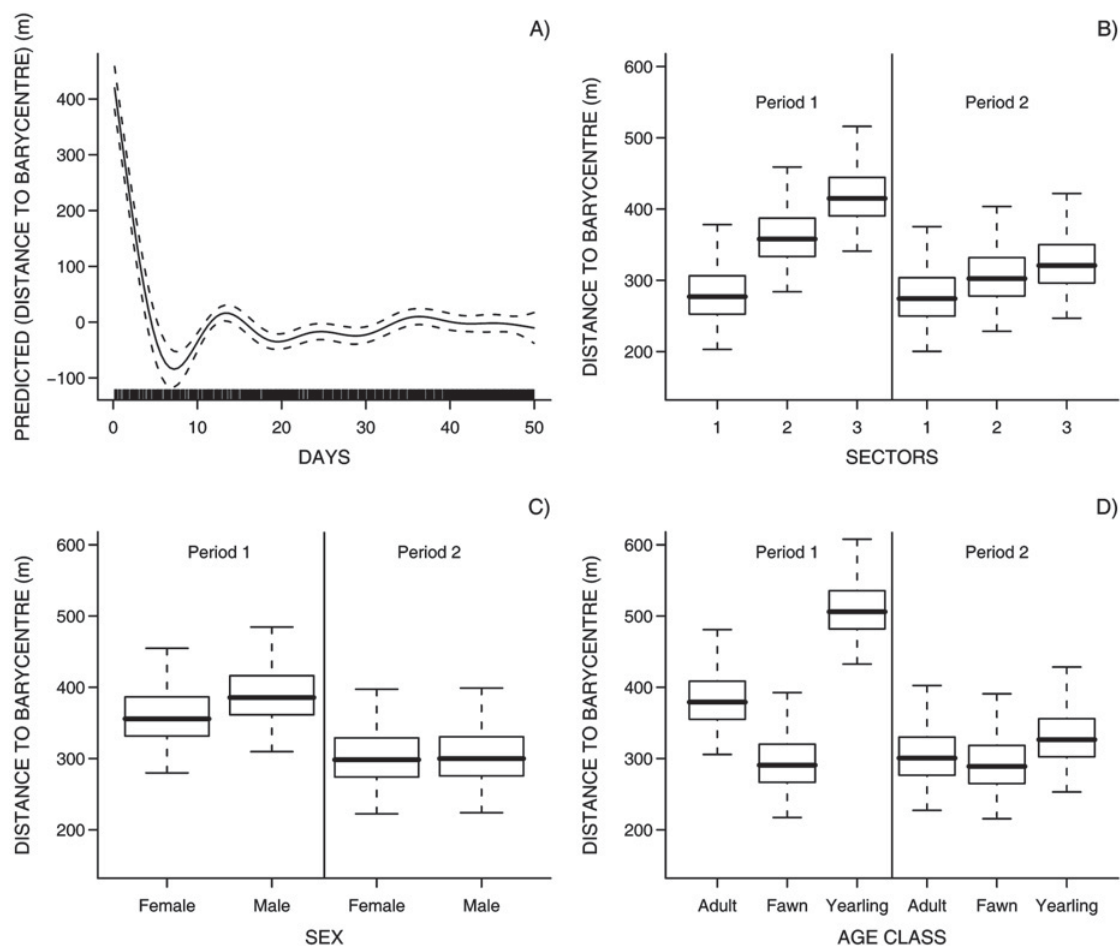 A)
PREDICTED (DISTANCE TO BARYCENTRE) (m)
400
300
200
100
0
−100
0 10 20 30 40 50
DAYS
B)
DISTANCE TO BARYCENTRE (m)
600
500
400
300
200
Period 1 Period 2
1 2 3 1 2 3
SECTORS
C)
DISTANCE TO BARYCENTRE (m)
600
500
400
300
200
Period 1 Period 2
Female Male Female Male
SEX
D)
DISTANCE TO BARYCENTRE (m)
600
500
400
300
200
Period 1 Period 2
Adult Fawn Yearling Adult Fawn Yearling
AGE CLASS